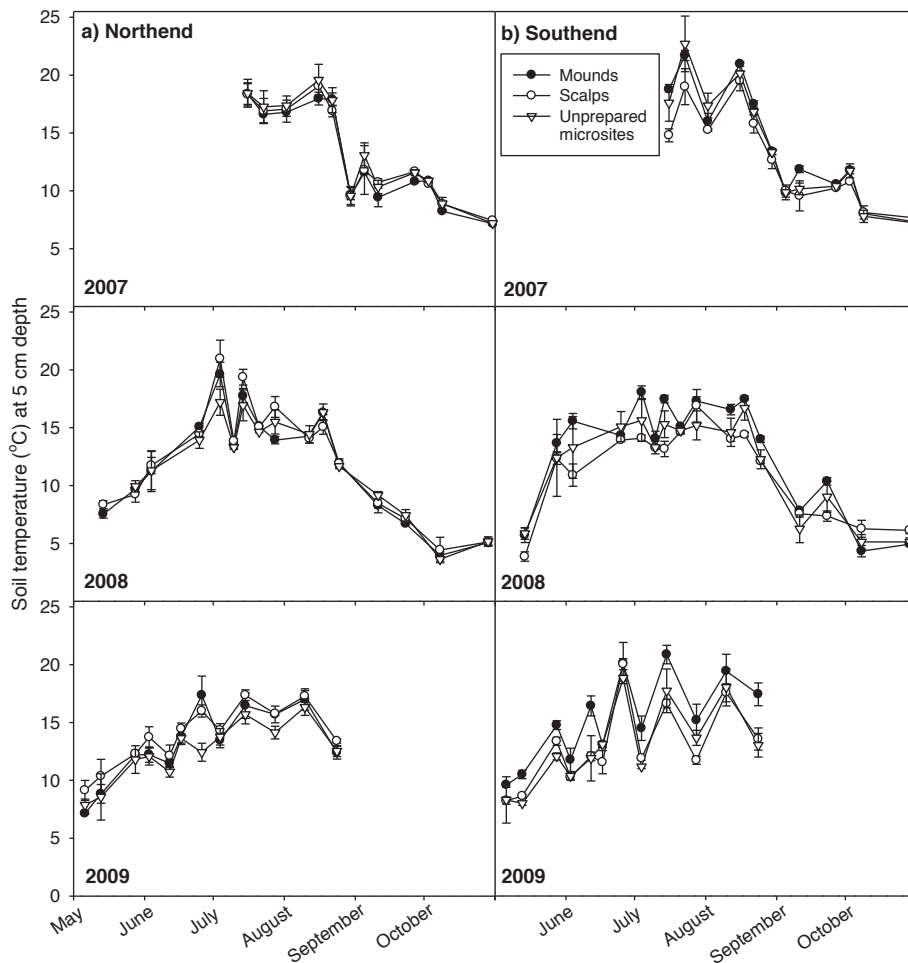 a) Northend
b) Southend
Mounds
Scalps
Unprepared
microsites
25
20
15
10
5
2007
2007
25
20
15
10
5
2008
2008
25
20
15
10
5
0
2009
2009
Soil temperature (°C) at 5 cm depth
May
June
July
August
September
October
June
July
August
September
October